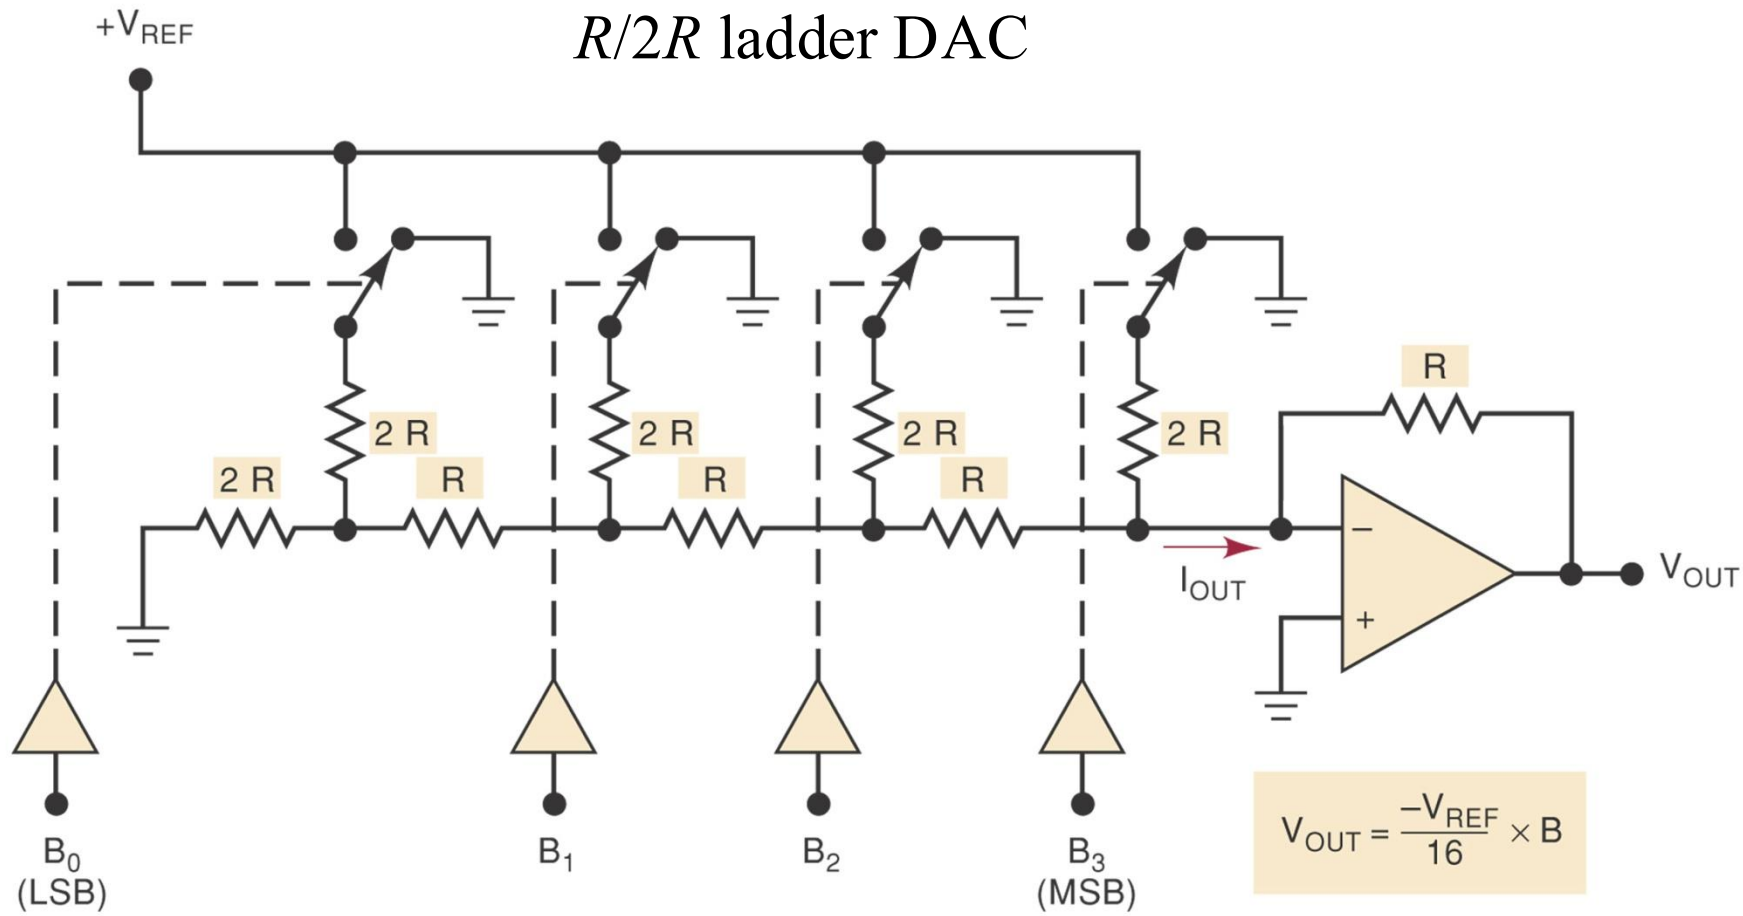 R/2R ladder DAC
+VREF
R
2 R
2 R
2 R
2 R
2 R
R
R
R
−
IOUT
VOUT
+
B0
(LSB)
B1
B2
B3
(MSB)
VOUT = −VREF/16 × B